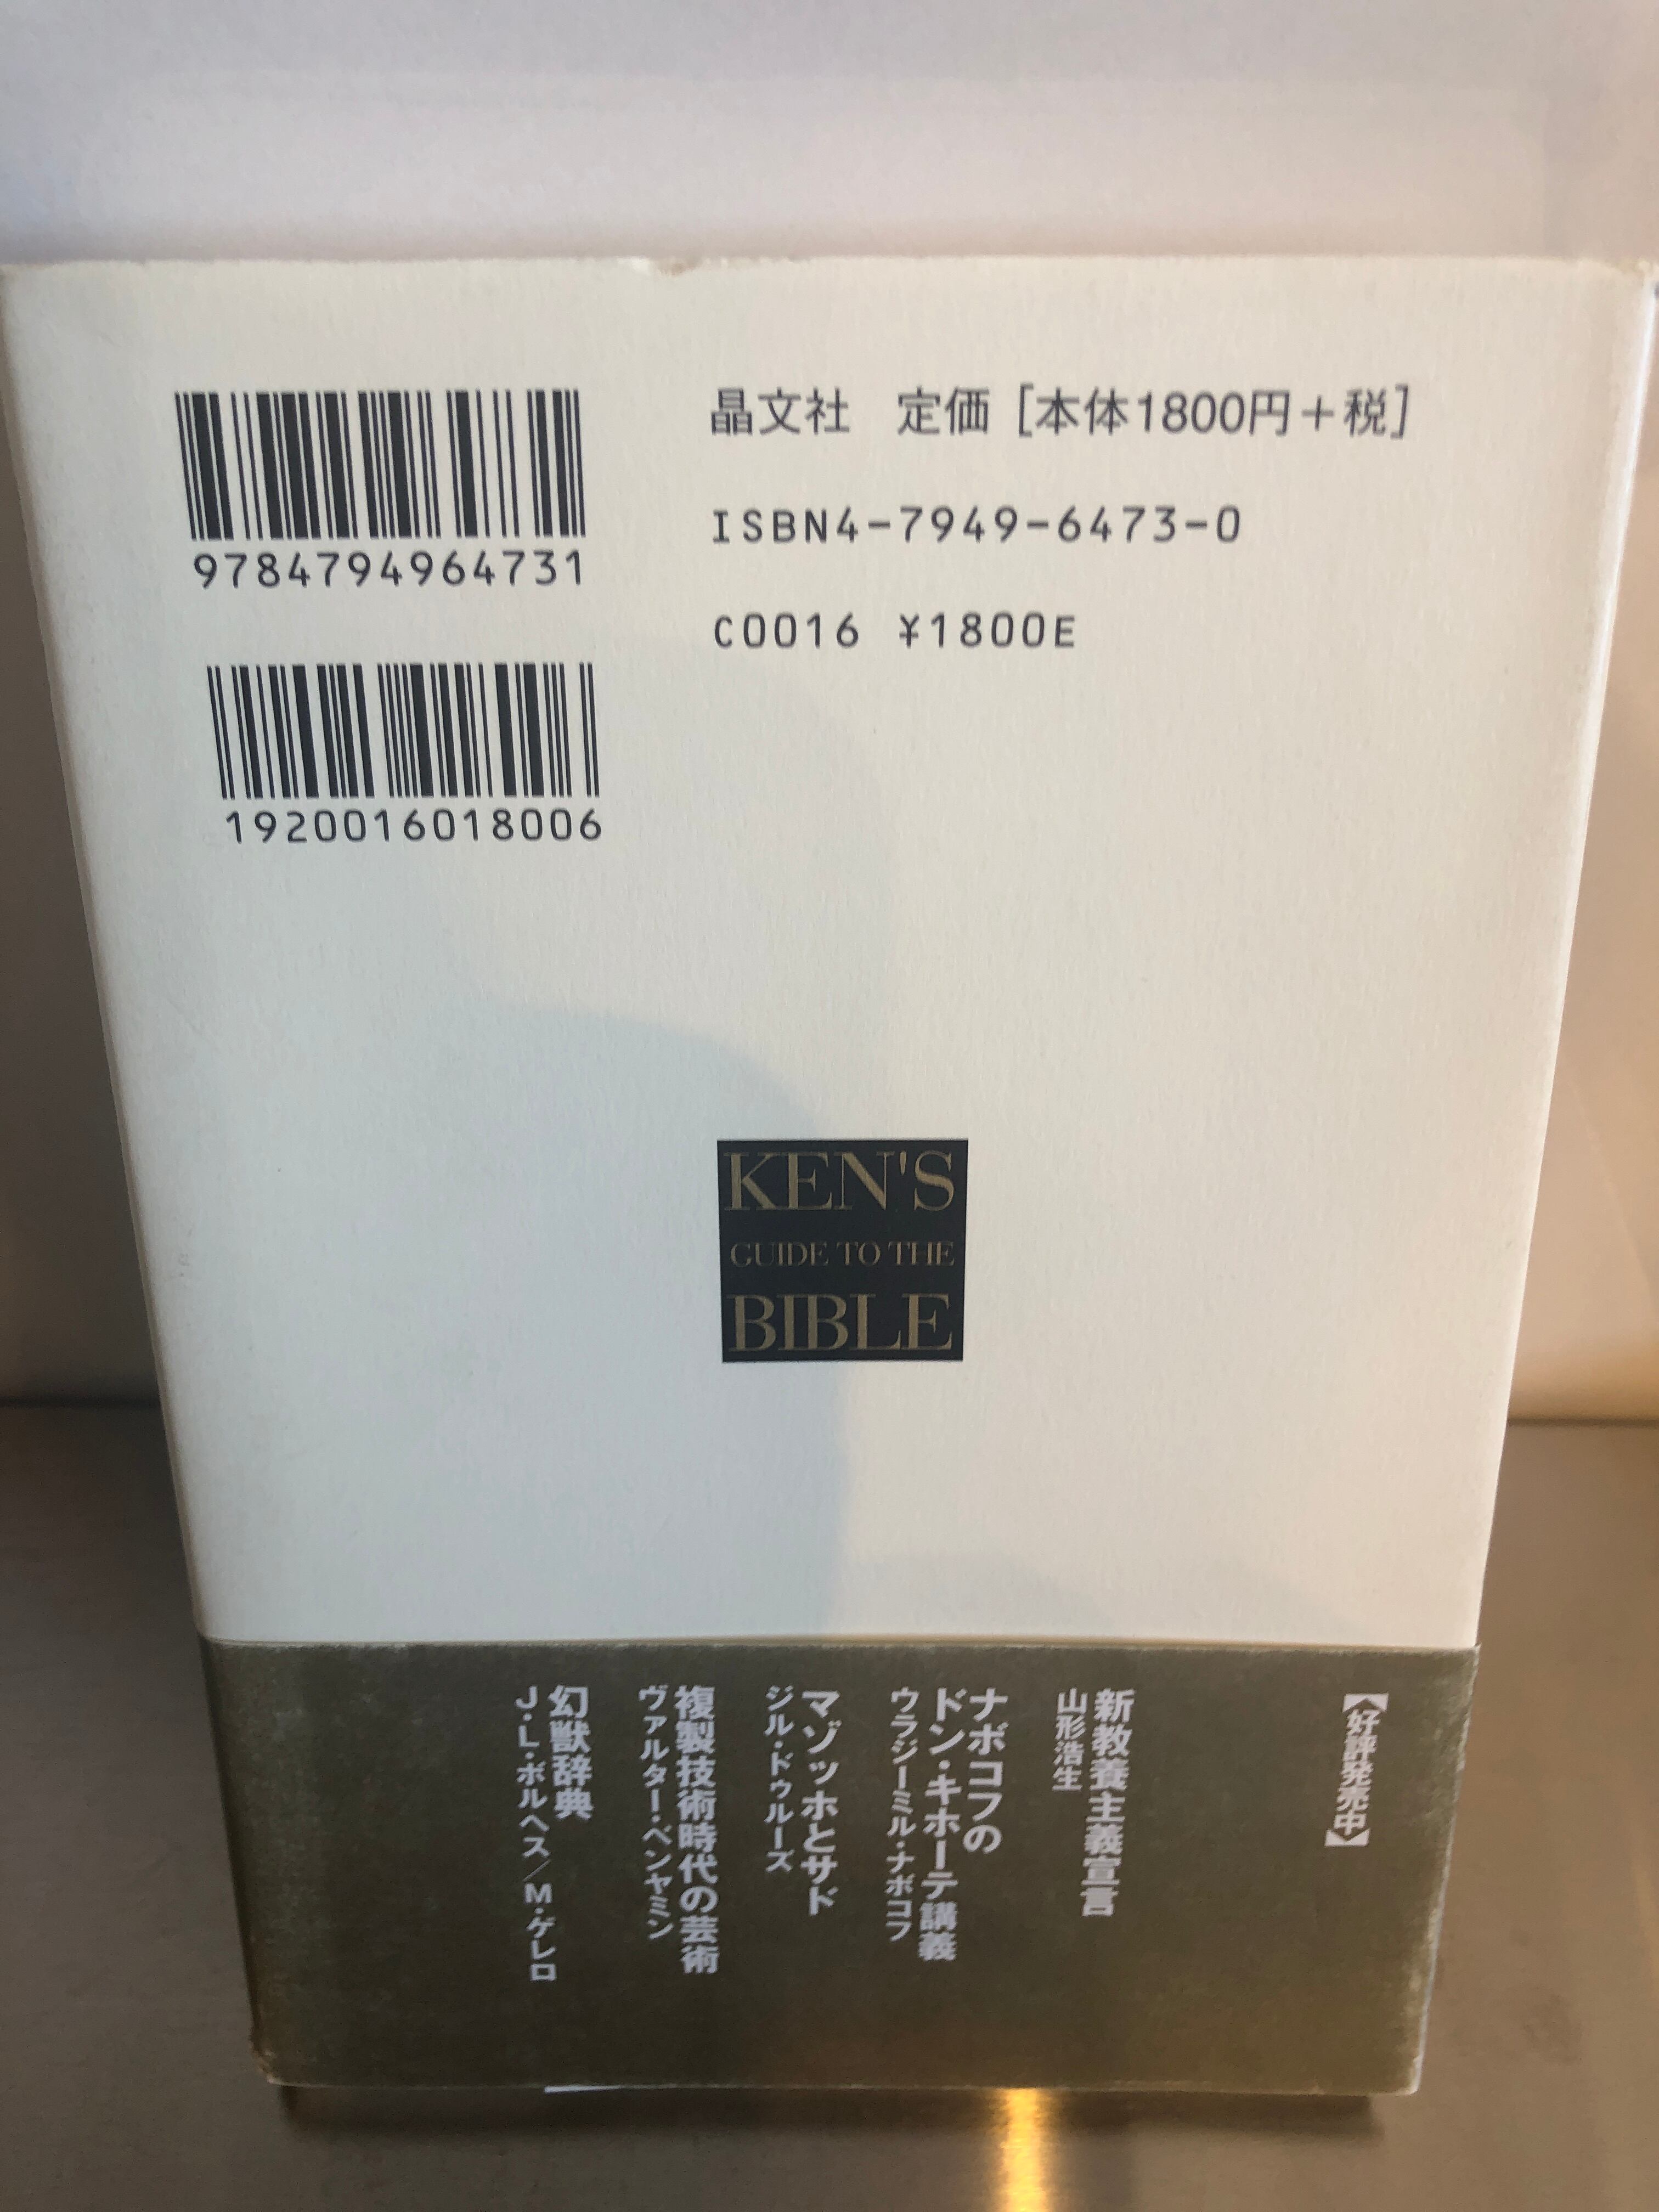 9784794964731
1920016018006
晶文社 定価[本体1800円+税]
ISBN4-7949-6473-0
C0016 ¥1800E
KEN'S
GUIDE TO THE
BIBLE
【好評発売中】
新教養主義宣言
山形浩生
ナボコフの
ドン・キホーテ講義
ウラジーミル・ナボコフ
マゾッホとサド
ジル・ドゥルーズ
複製技術時代の芸術
ヴァルター・ベンヤミン
幻獣辞典
J・L・ボルヘス／M・ゲレロ